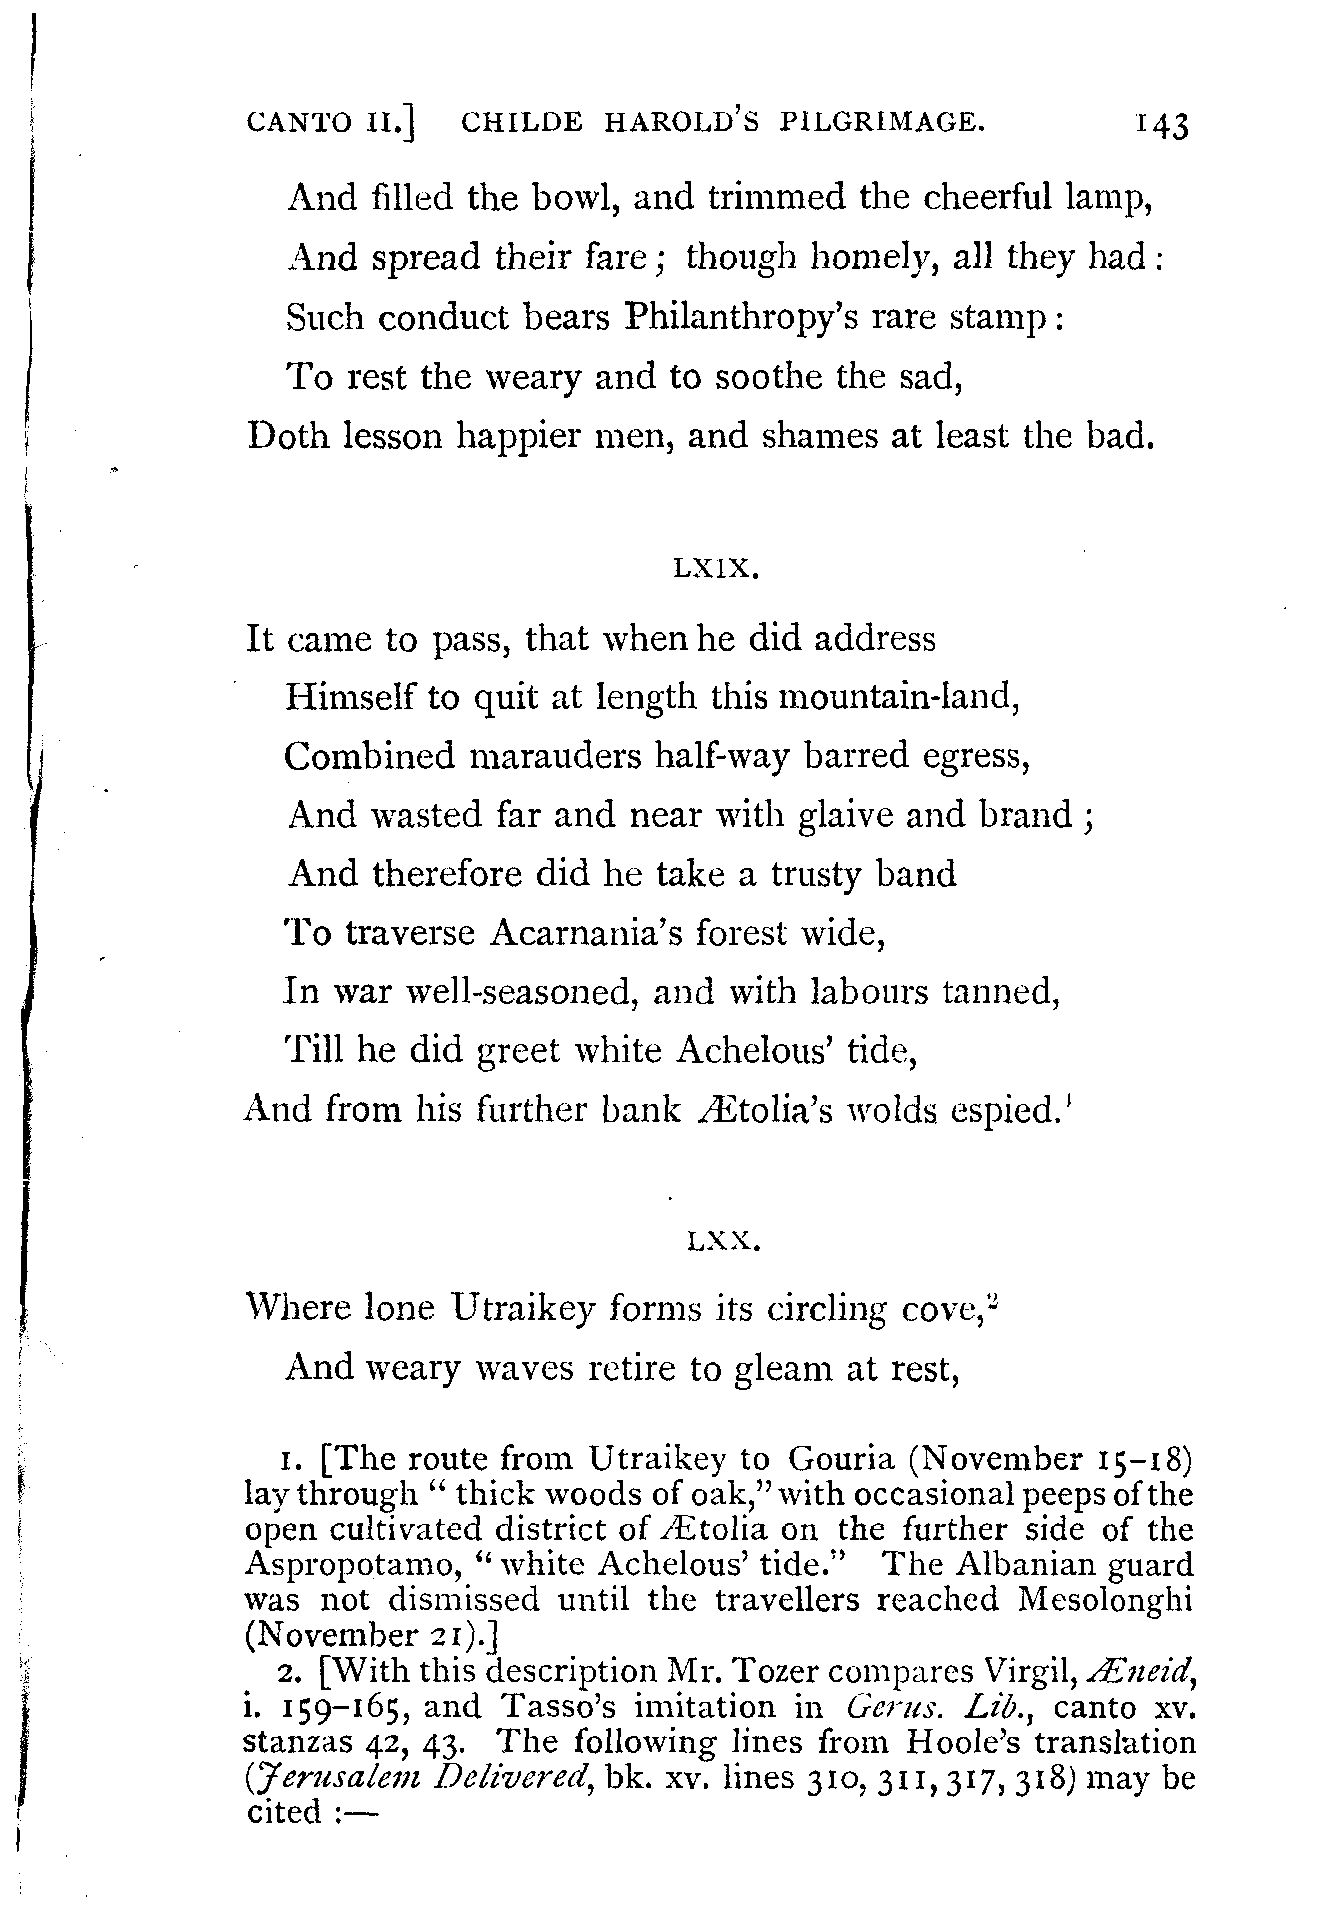 CANTO II.] CHILDE HAROLD'S PILGRIMAGE. 143
And filled the bowl, and trimmed the cheerful lamp,
And spread their fare; though homely, all they had:
Such conduct bears Philanthropy's rare stamp:
To rest the weary and to soothe the sad,
Doth lesson happier men, and shames at least the bad.
LXIX.
It came to pass, that when he did address
Himself to quit at length this mountain-land,
Combined marauders half-way barred egress,
And wasted far and near with glaive and brand;
And therefore did he take a trusty band
To traverse Acarnania's forest wide,
In war well-seasoned, and with labours tanned,
Till he did greet white Achelous' tide,
And from his further bank Ætolia's wolds espied.¹
LXX.
Where lone Utraikey forms its circling cove,²
And weary waves retire to gleam at rest,
1. [The route from Utraikey to Gouria (November 15–18)
lay through "thick woods of oak," with occasional peeps of the
open cultivated district of Ætolia on the further side of the
Aspropotamo, "white Achelous' tide." The Albanian guard
was not dismissed until the travellers reached Mesolonghi
(November 21).]
2. [With this description Mr. Tozer compares Virgil, Æneid,
i. 159–165, and Tasso's imitation in Gerus. Lib., canto xv.
stanzas 42, 43. The following lines from Hoole's translation
(Jerusalem Delivered, bk. xv. lines 310, 311, 317, 318) may be
cited :—